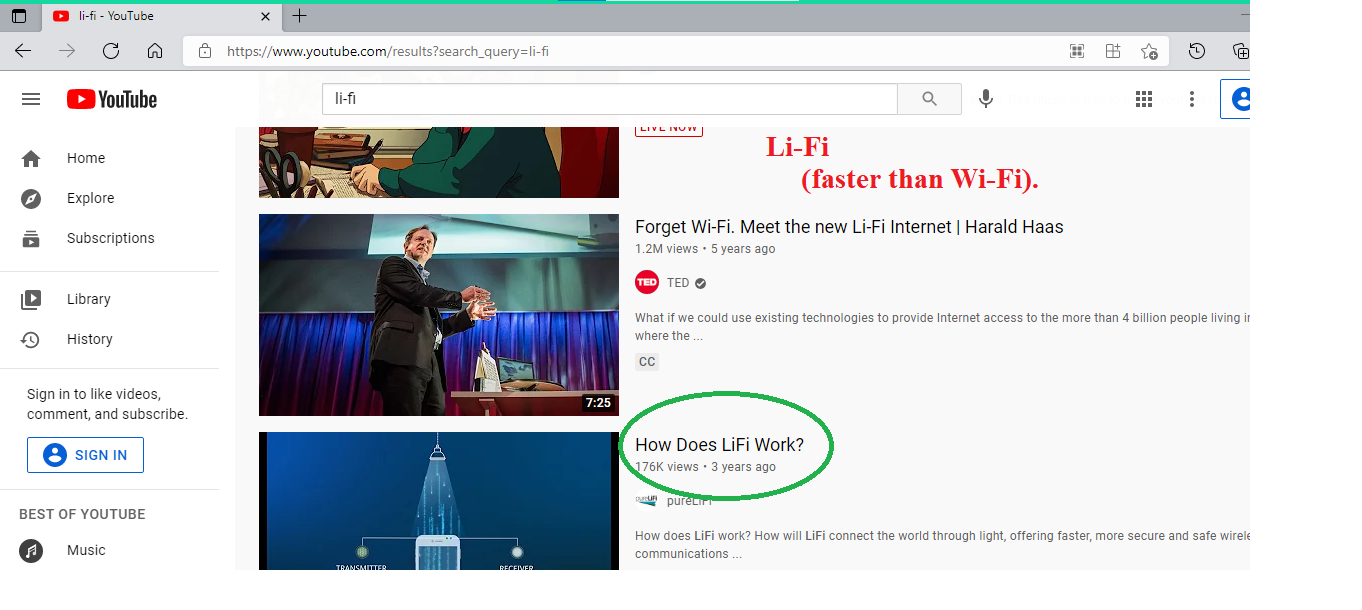 li-fi - YouTube
https://www.youtube.com/results?search_query=li-fi
YouTube
li-fi
LIVE NOW
Li-Fi
(faster than Wi-Fi).
Home
Explore
Subscriptions
Library
History
Sign in to like videos,
comment, and subscribe.
SIGN IN
BEST OF YOUTUBE
Music
7:25
Forget Wi-Fi. Meet the new Li-Fi Internet | Harald Haas
1.2M views • 5 years ago
TED TED
What if we could use existing technologies to provide Internet access to the more than 4 billion people living in
where the ...
CC
TRANSMITTER RECEIVER
How Does LiFi Work?
176K views • 3 years ago
pureLiFi pureLiFi
How does LiFi work? How will LiFi connect the world through light, offering faster, more secure and safe wirele
communications ...